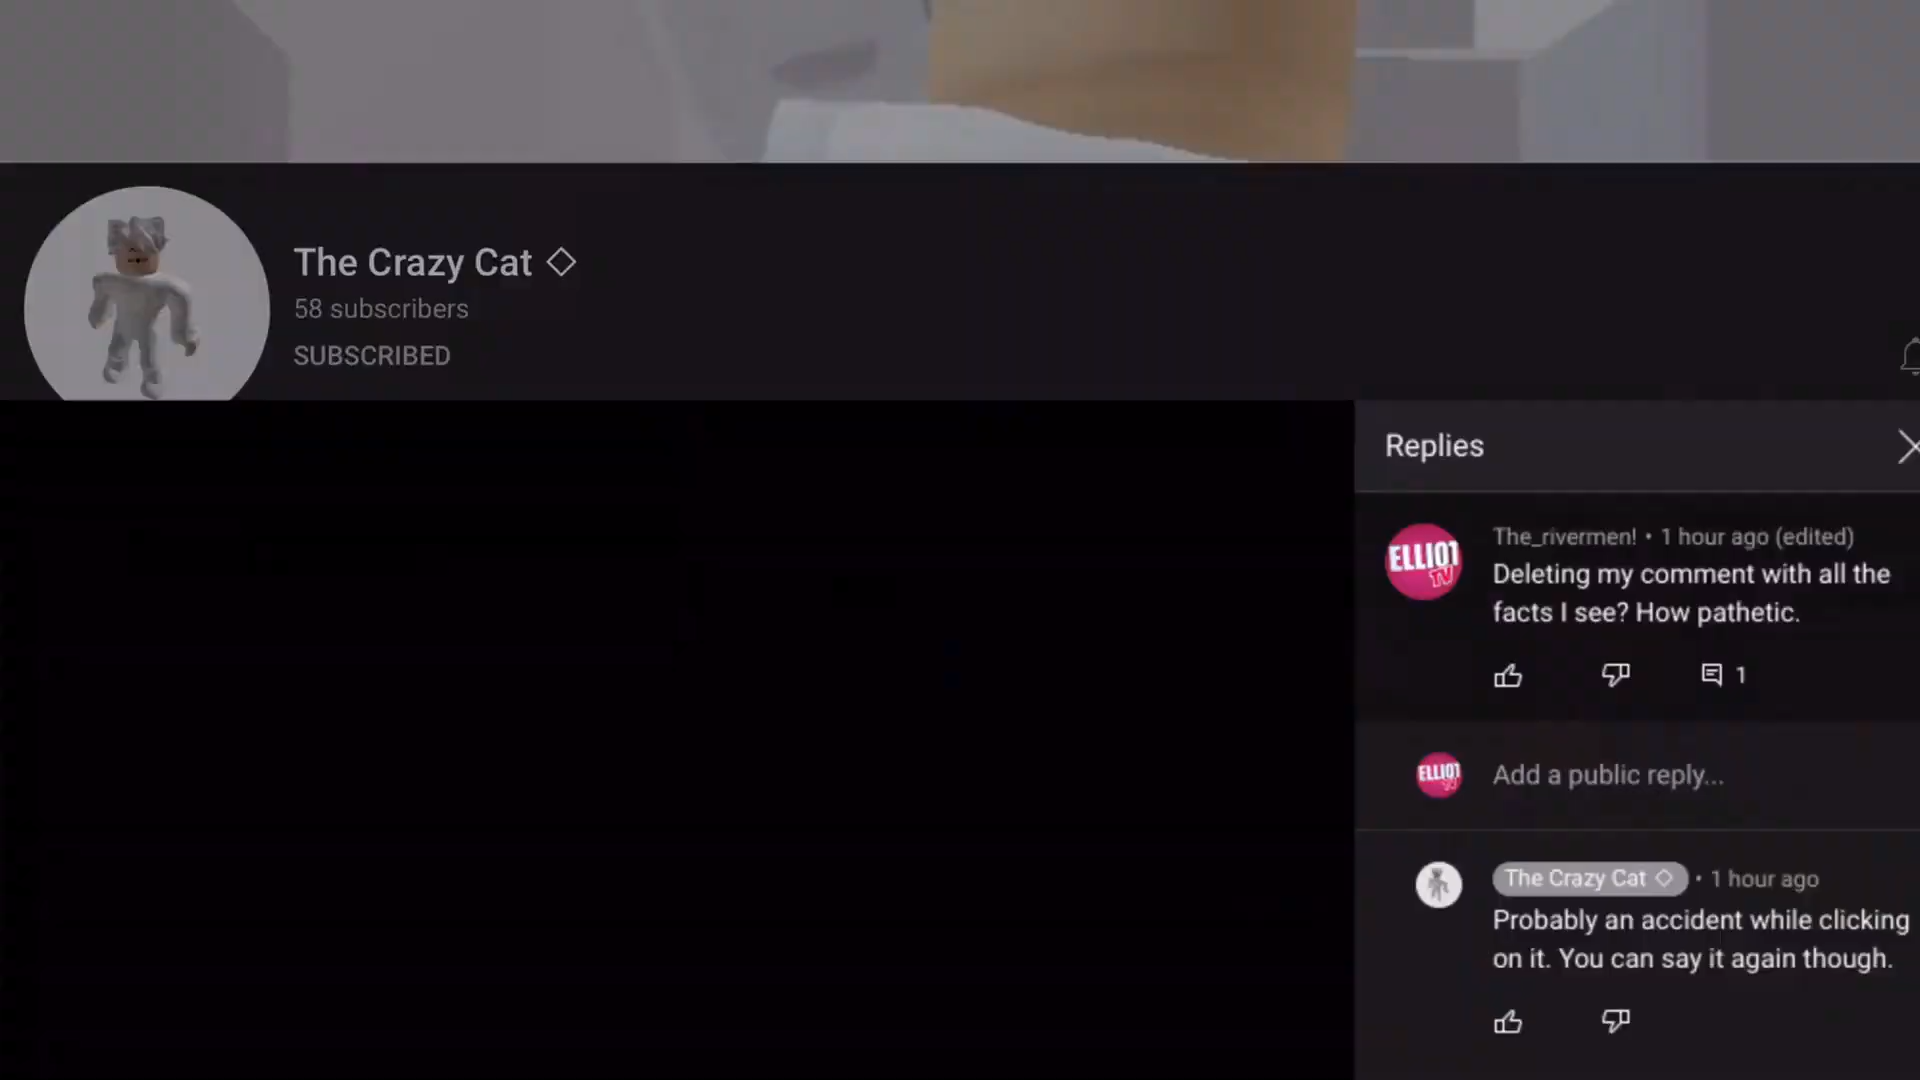 The Crazy Cat ◇
58 subscribers
SUBSCRIBED
Replies
ELLIOT
TV
The_rivermen! • 1 hour ago (edited)
Deleting my comment with all the
facts I see? How pathetic.
1
ELLIOT
TV
Add a public reply...
The Crazy Cat ◇ • 1 hour ago
Probably an accident while clicking
on it. You can say it again though.